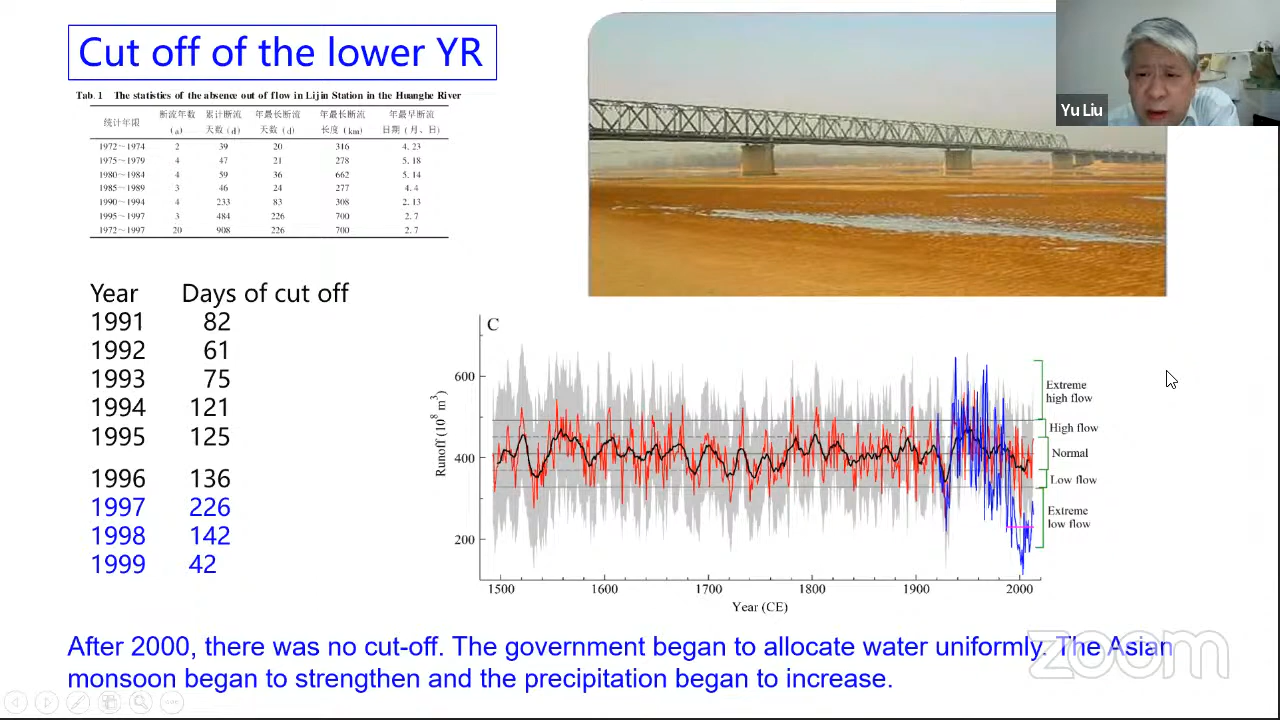 Cut off of the lower YR
Yu Liu
Tab. 1 The statistics of the absence out of flow in Lijin Station in the Huanghe River
统计年限 断流年数 (a) 累计断流 天数 (d) 年最长断流 天数 (d) 年最长断流 长度 (km) 年最早断流 日期 (月、日)
1972~1974 2 39 20 316 4. 23
1975~1979 4 47 21 278 5. 18
1980~1984 4 59 36 662 5. 14
1985~1989 3 46 24 277 4. 4
1990~1994 4 233 83 308 2. 13
1995~1997 3 484 226 700 2. 7
1972~1997 20 908 226 700 2. 7
Year Days of cut off
1991 82
1992 61
1993 75
1994 121
1995 125
1996 136
1997 226
1998 142
1999 42
C
Runoff (10⁸ m³)
600
400
200
1500 1600 1700 1800 1900 2000
Year (CE)
Extreme
high flow
High flow
Normal
Low flow
Extreme
low flow
After 2000, there was no cut-off. The government began to allocate water uniformly. The Asian
monsoon began to strengthen and the precipitation began to increase.
zoom